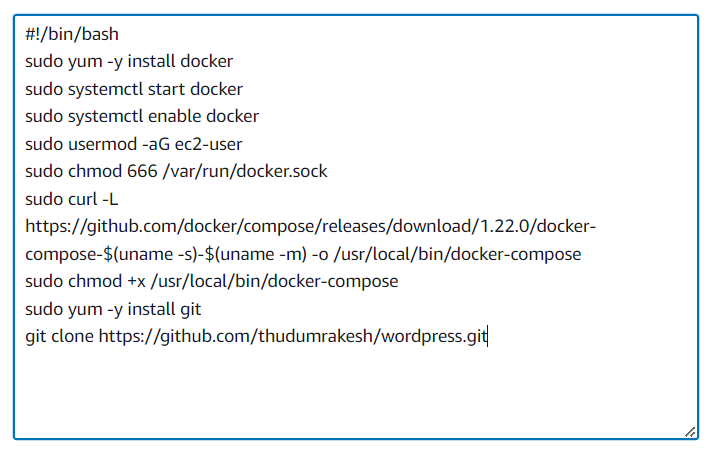 #!/bin/bash
sudo yum -y install docker
sudo systemctl start docker
sudo systemctl enable docker
sudo usermod -aG ec2-user
sudo chmod 666 /var/run/docker.sock
sudo curl -L
https://github.com/docker/compose/releases/download/1.22.0/docker-
compose-$(uname -s)-$(uname -m) -o /usr/local/bin/docker-compose
sudo chmod +x /usr/local/bin/docker-compose
sudo yum -y install git
git clone https://github.com/thudumrakesh/wordpress.git